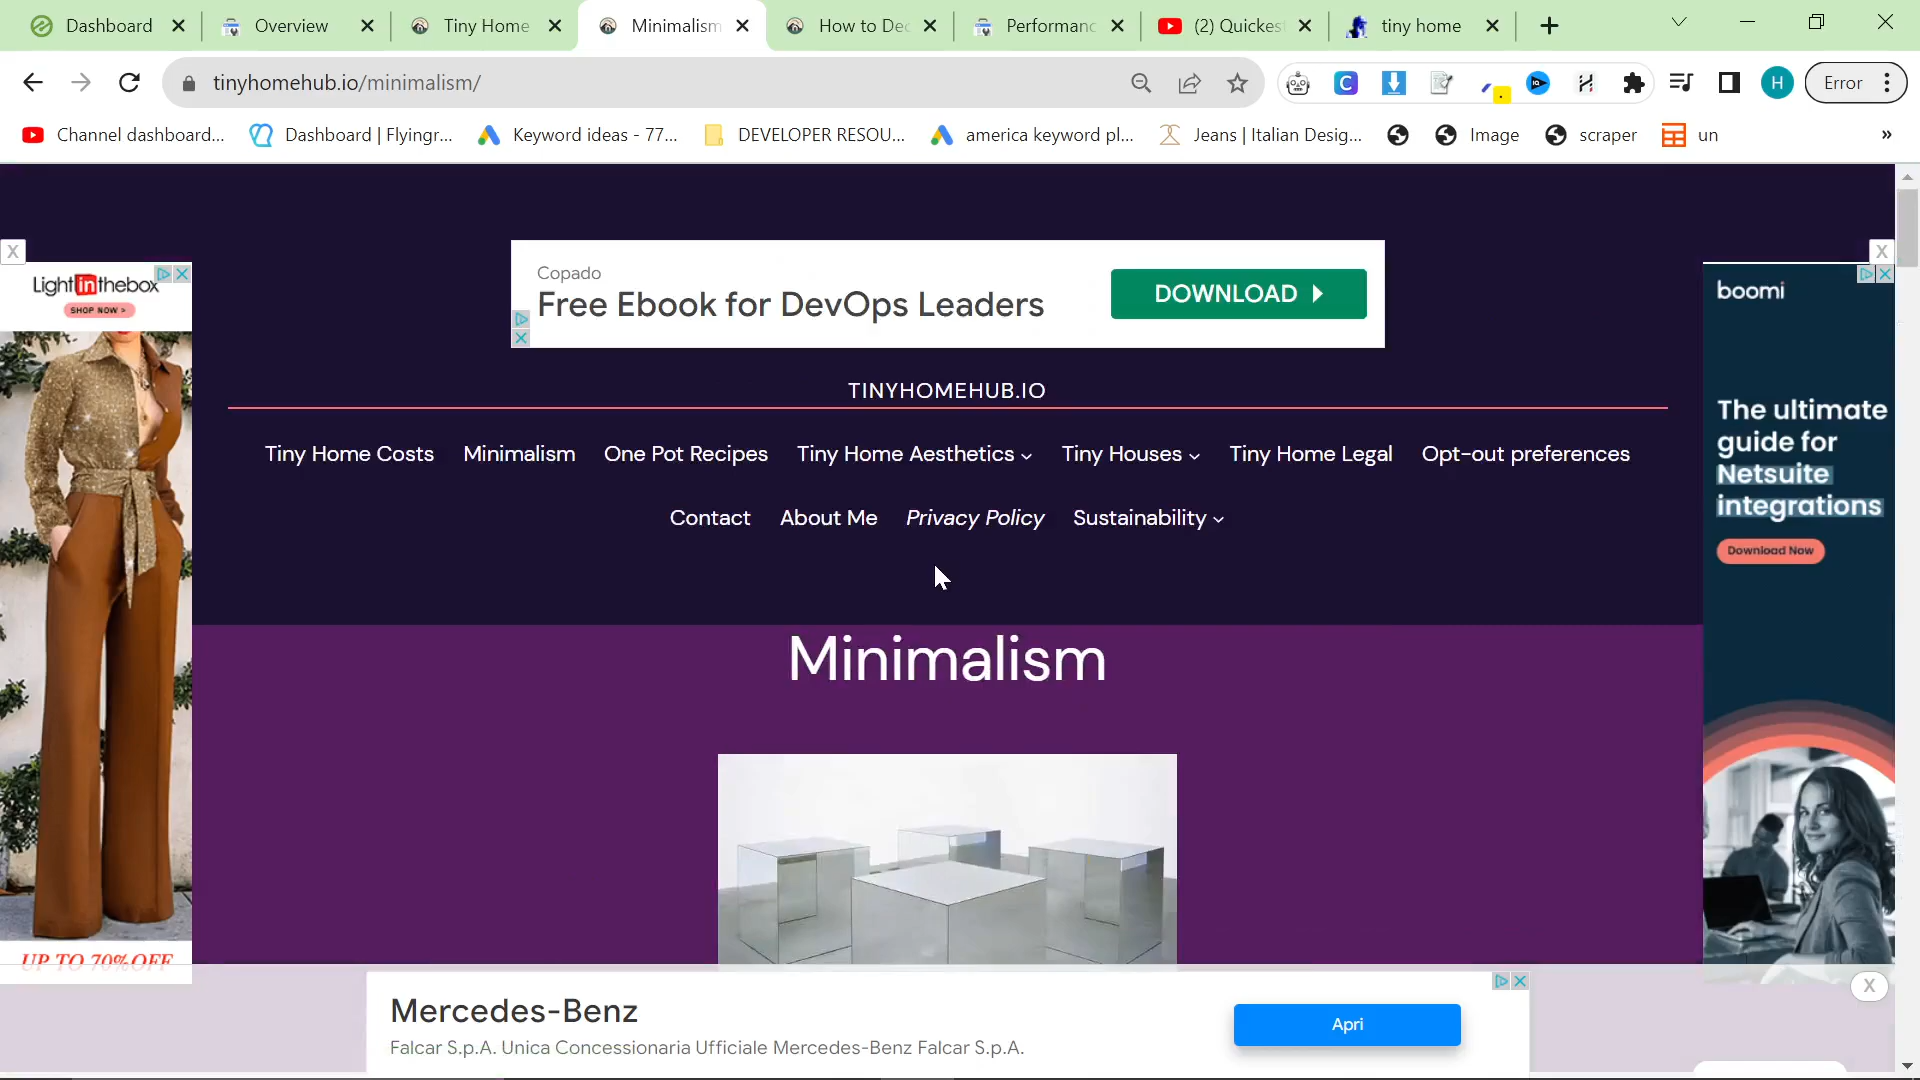 Dashboard
Overview
Tiny Home
Minimalism
How to Dec
Performanc
(2) Quickes
tiny home
tinyhomehub.io/minimalism/
H
Error
Channel dashboard...
Dashboard | Flyingr...
Keyword ideas - 77...
DEVELOPER RESOU...
america keyword pl...
Jeans | Italian Desig...
Image
scraper
un
»
X
X
Lightinthebox
SHOP NOW >
UP TO 70%OFF
Copado
Free Ebook for DevOps Leaders
DOWNLOAD
boomi
The ultimate
guide for
Netsuite
integrations
Download Now
TINYHOMEHUB.IO
Tiny Home Costs
Minimalism
One Pot Recipes
Tiny Home Aesthetics
Tiny Houses
Tiny Home Legal
Opt-out preferences
Contact
About Me
Privacy Policy
Sustainability
Minimalism
Mercedes-Benz
Falcar S.p.A. Unica Concessionaria Ufficiale Mercedes-Benz Falcar S.p.A.
Apri
X